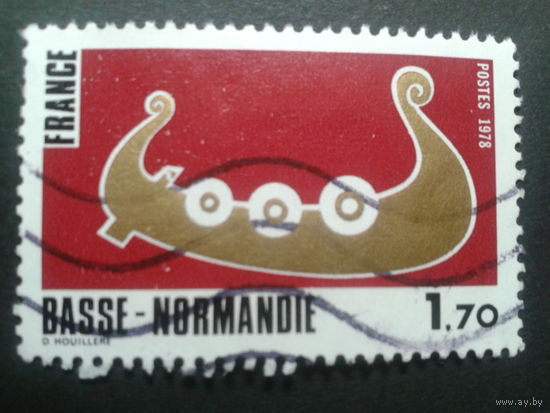 FRANCE
POSTES 1978
BASSE-NORMANDIE
1,70
D. HOUILLERE
www.ay.by